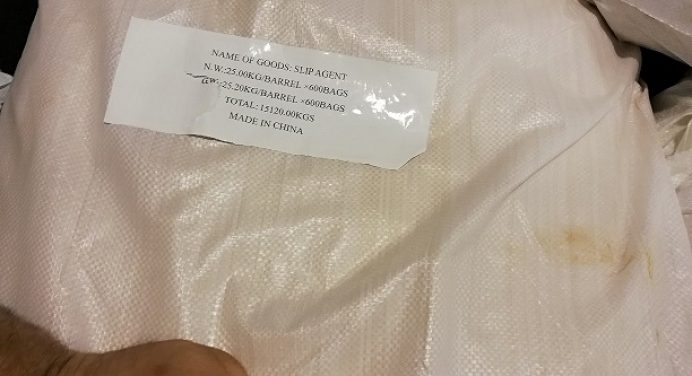 NAME OF GOODS: SLIP AGENT
N.W.:25.00KG/BARREL ×600BAGS
GW.:25.20KG/BARREL ×600BAGS
TOTAL: 15120.00KGS
MADE IN CHINA